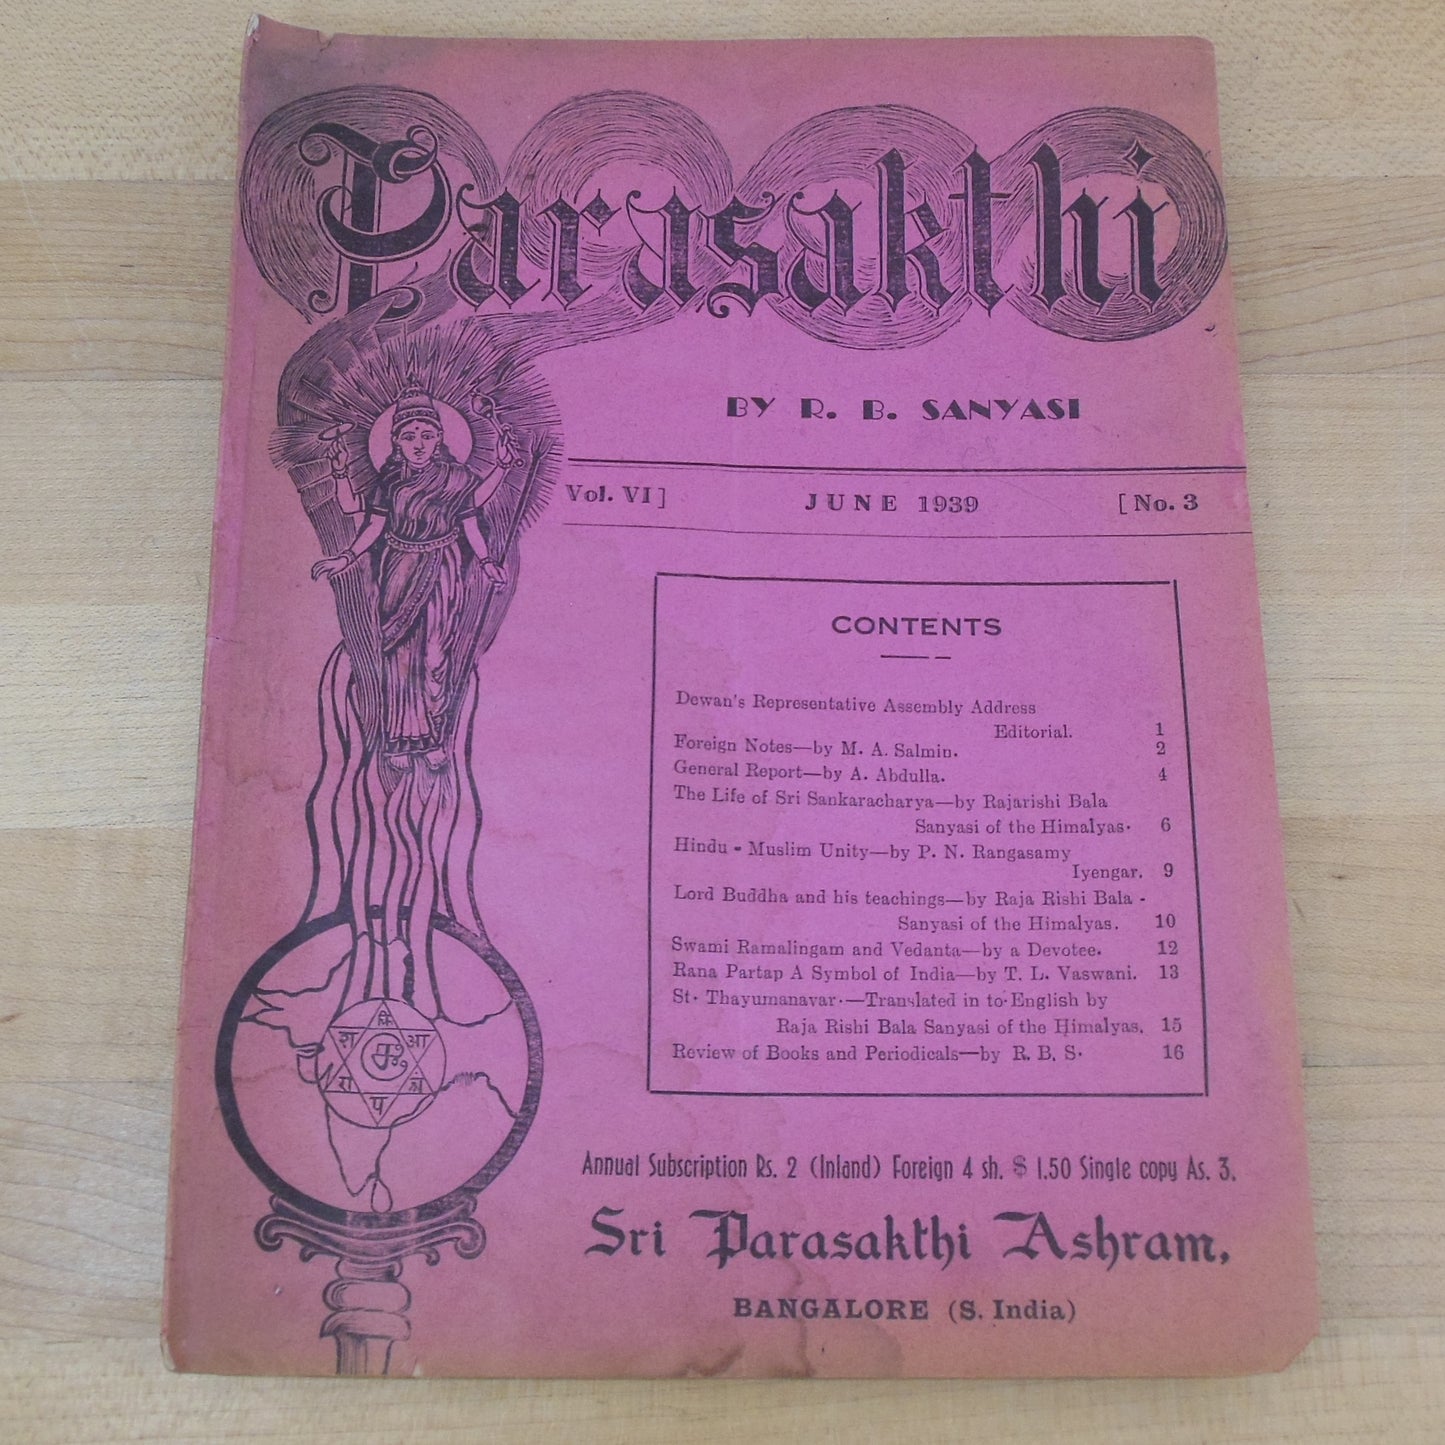 Parasakthi
BY R. B. SANYASI
Vol. VI ] JUNE 1939 [ No. 3
CONTENTS
Dewan's Representative Assembly Address
Editorial. 1
Foreign Notes—by M. A. Salmin. 2
General Report—by A. Abdulla. 4
The Life of Sri Sankaracharya—by Rajarishi Bala
Sanyasi of the Himalyas. 6
Hindu - Muslim Unity—by P. N. Rangasamy
Iyengar. 9
Lord Buddha and his teachings—by Raja Rishi Bala -
Sanyasi of the Himalyas. 10
Swami Ramalingam and Vedanta—by a Devotee. 12
Rana Partap A Symbol of India—by T. L. Vaswani. 13
St. Thayumanavar.—Translated in to English by
Raja Rishi Bala Sanyasi of the Himalyas. 15
Review of Books and Periodicals—by R. B. S. 16
श
आ
रा
प
Annual Subscription Rs. 2 (Inland) Foreign 4 sh. $ 1.50 Single copy As. 3.
Sri Parasakthi Ashram,
BANGALORE (S. India)